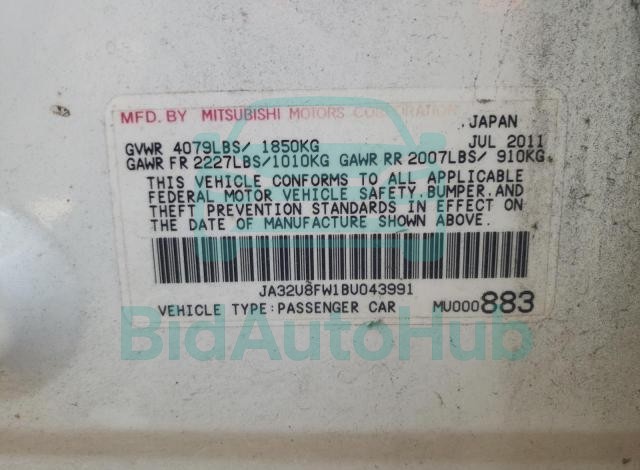 MFD. BY MITSUBISHI MOTORS CORPORATION JAPAN
GVWR 4079LBS/ 1850KG JUL 2011
GAWR FR 2227LBS/1010KG GAWR RR 2007LBS/ 910KG
THIS VEHICLE CONFORMS TO ALL APPLICABLE
FEDERAL MOTOR VEHICLE SAFETY, BUMPER, AND
THEFT PREVENTION STANDARDS IN EFFECT ON
THE DATE OF MANUFACTURE SHOWN ABOVE.
JA32U8FW1BU043991
VEHICLE TYPE:PASSENGER CAR MU000883
BidAutoHub